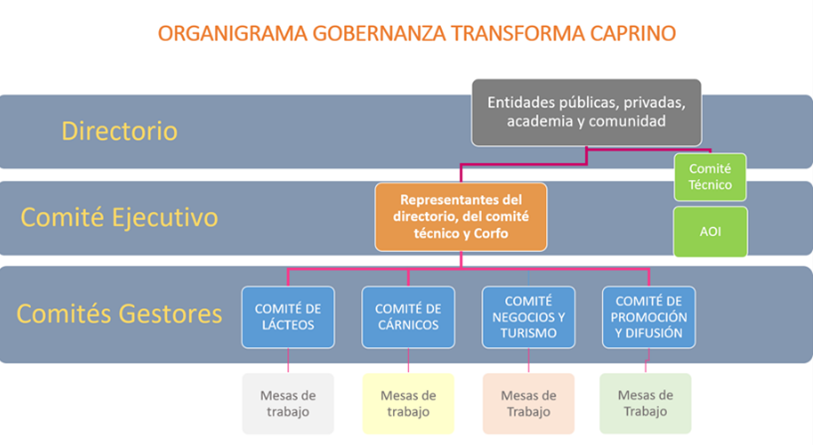 ORGANIGRAMA GOBERNANZA TRANSFORMA CAPRINO
Directorio
Entidades públicas, privadas,
academia y comunidad
Comité
Técnico
Comité Ejecutivo
Representantes del
directorio, del comité
técnico y Corfo
AOI
Comités Gestores
COMITÉ DE
LÁCTEOS
COMITÉ DE
CÁRNICOS
COMITÉ
NEGOCIOS Y
TURISMO
COMITÉ DE
PROMOCIÓN
Y DIFUSIÓN
Mesas de
trabajo
Mesas de
trabajo
Mesas de
Trabajo
Mesas de
Trabajo